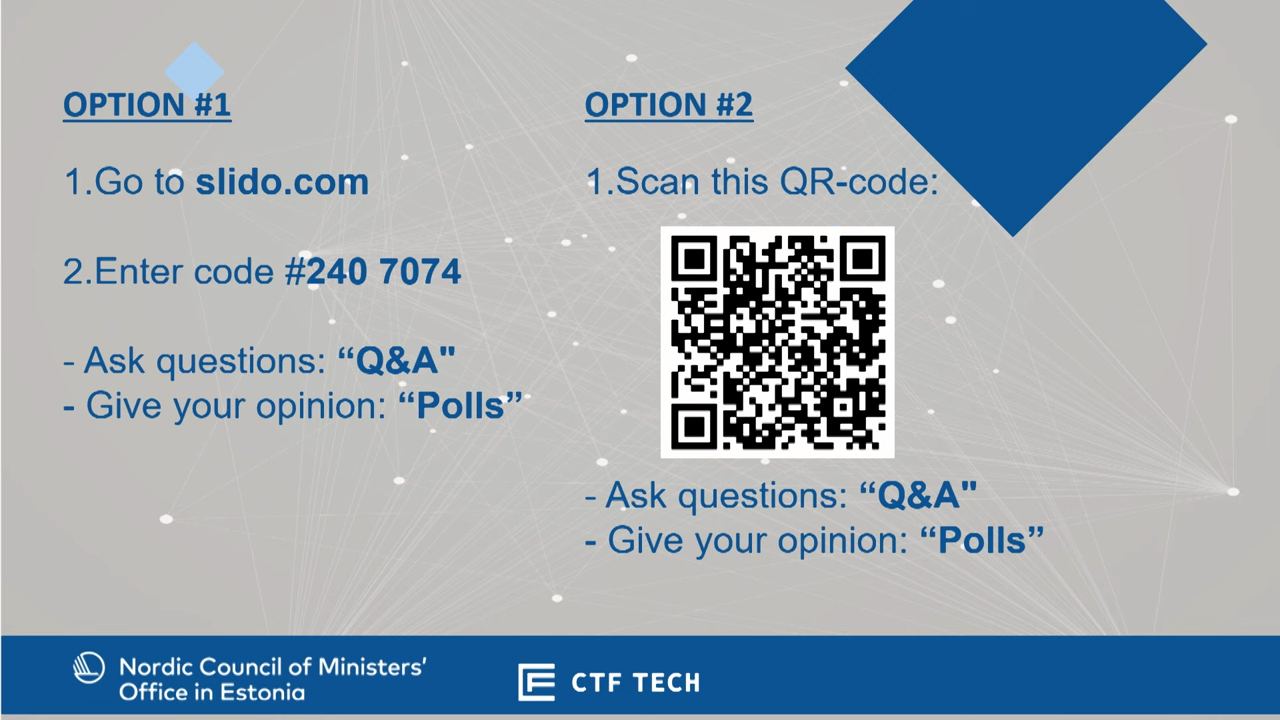 OPTION #1
1.Go to slido.com
2.Enter code #240 7074
- Ask questions: “Q&A"
- Give your opinion: “Polls”
OPTION #2
1.Scan this QR-code:
- Ask questions: “Q&A"
- Give your opinion: “Polls”
Nordic Council of Ministers’
Office in Estonia
CTF TECH